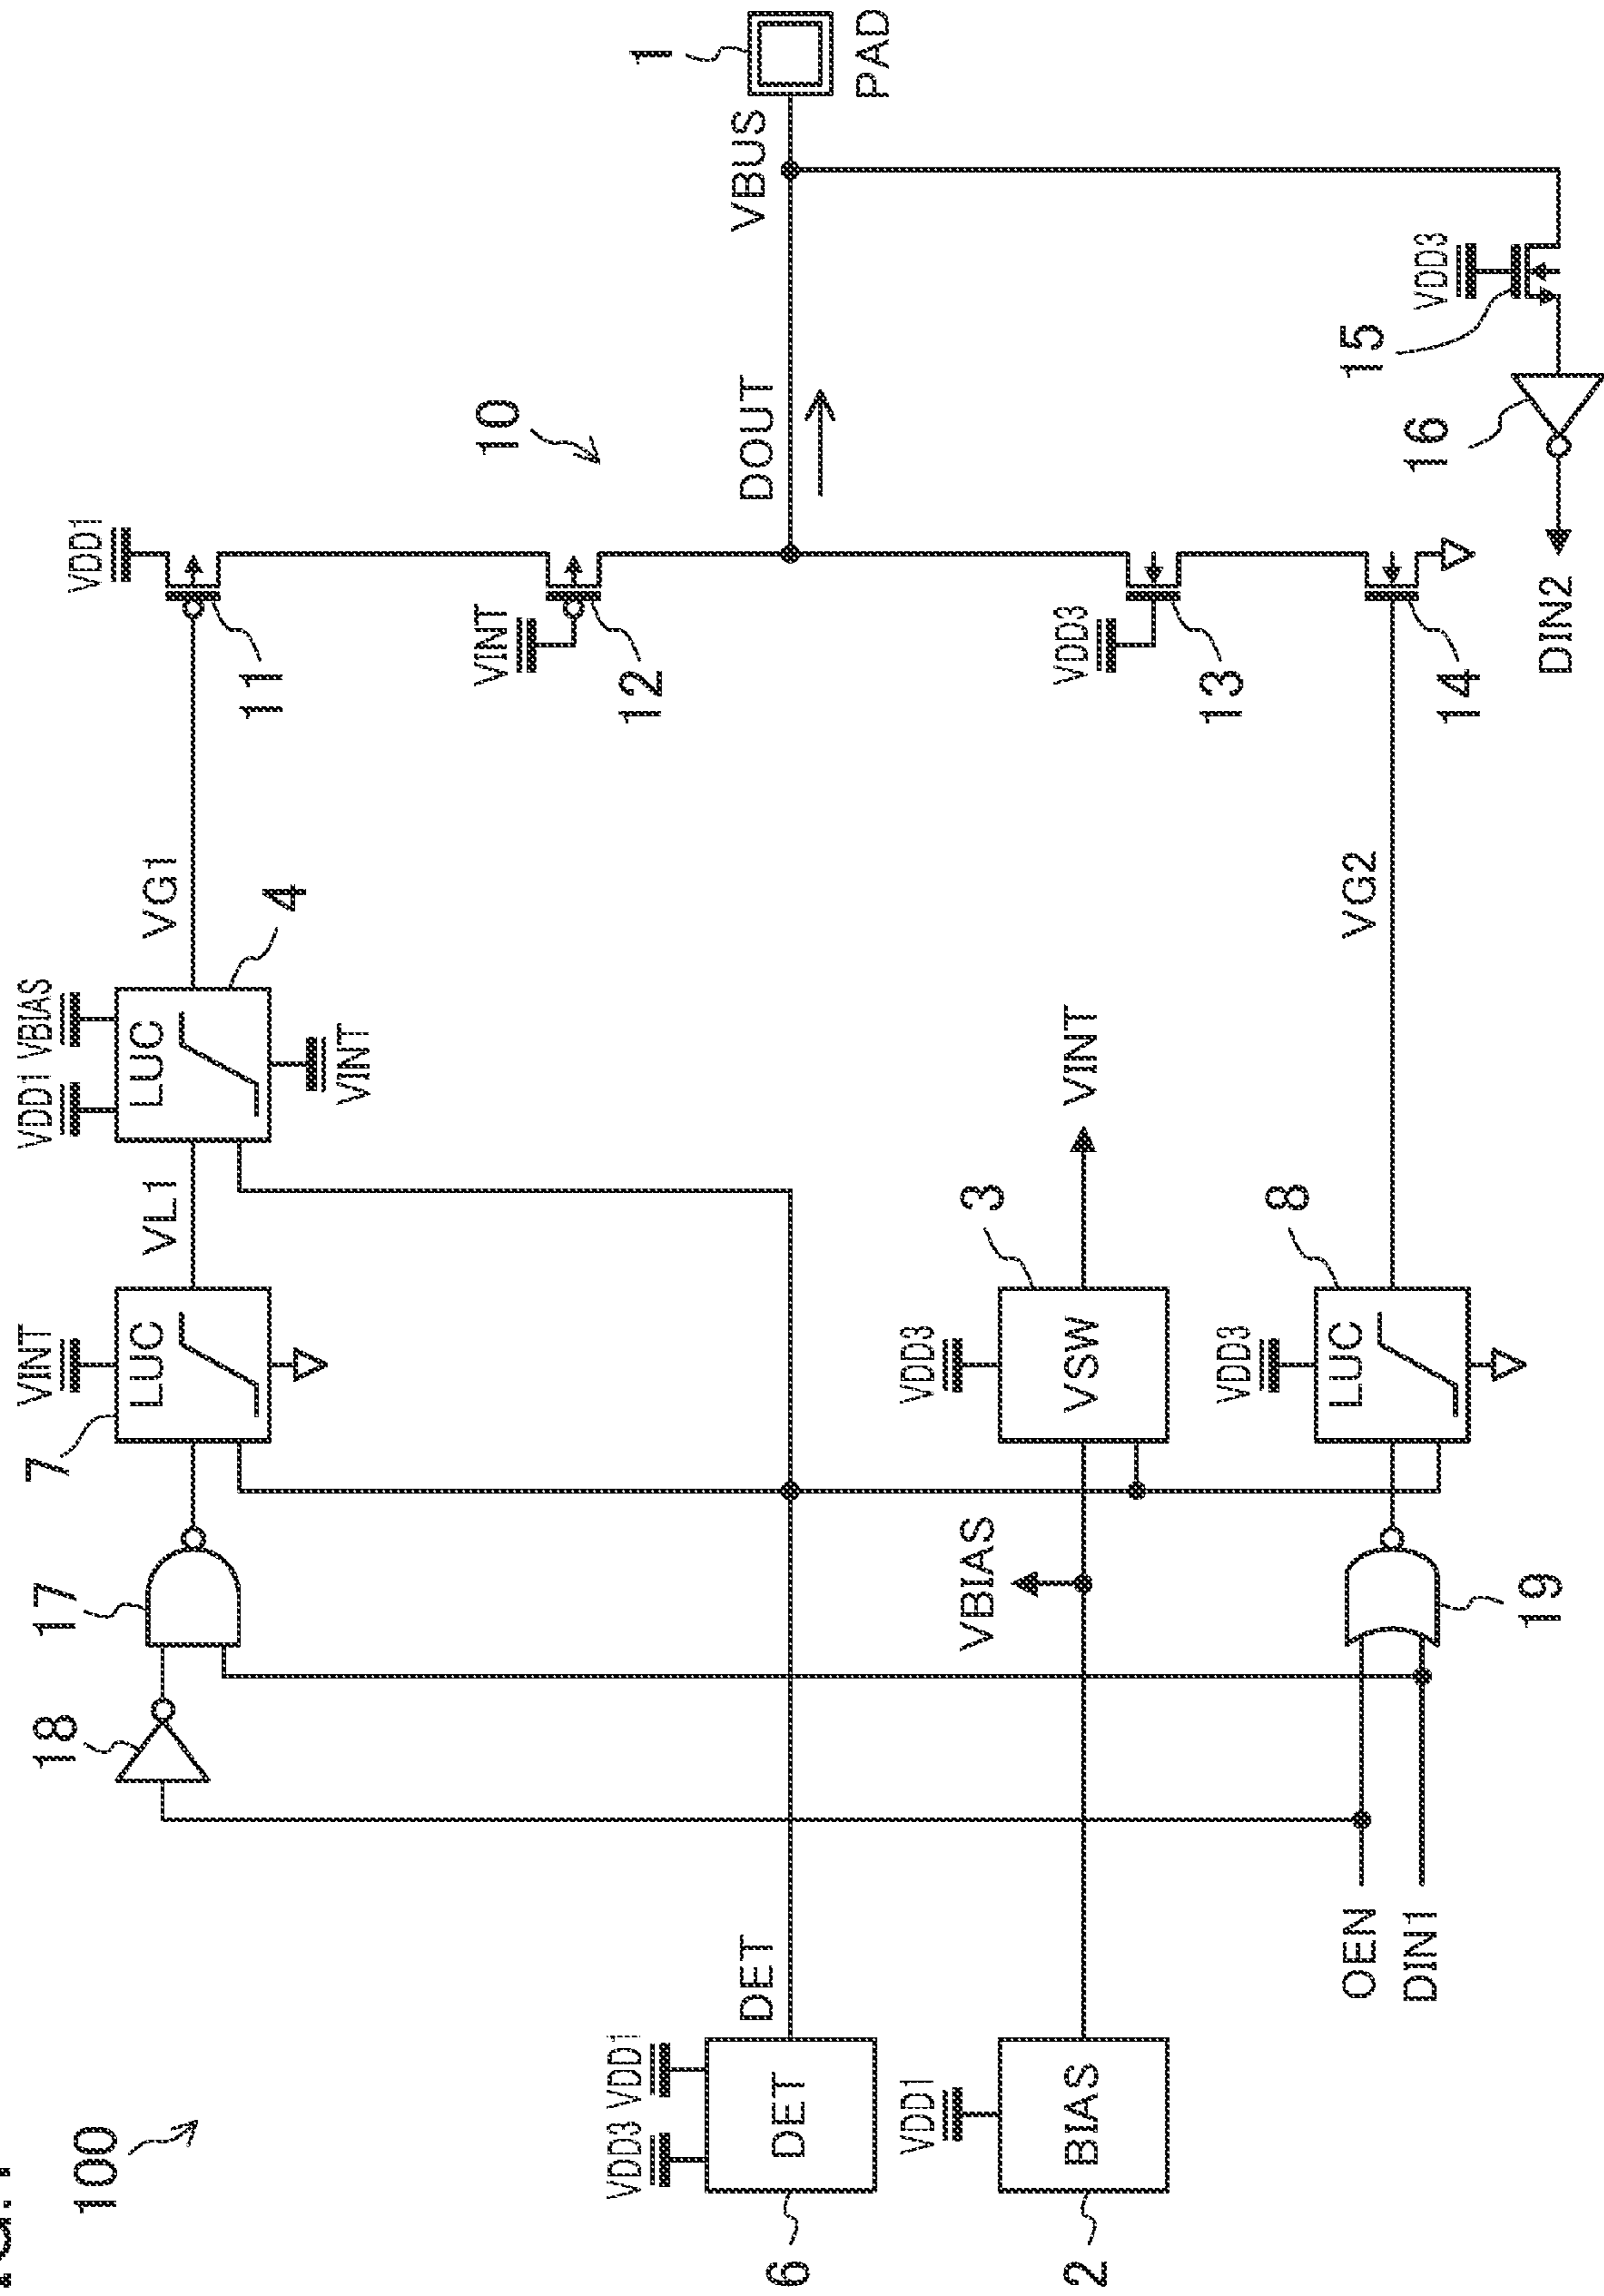 100
VDD3 VDD1
DET
6
DET
VDD1
BIAS
2
OEN
DIN1
18
17
VBIAS
19
7
VINT
LUC
VL1
VDD1 VBIAS
LUC
VINT
4
VG1
VDD3
VSW
3
VINT
VDD3
LUC
8
VG2
VDD1
11
VINT
12
10
DOUT
VDD3
13
14
VBUS
1
PAD
VDD3
15
16
DIN2